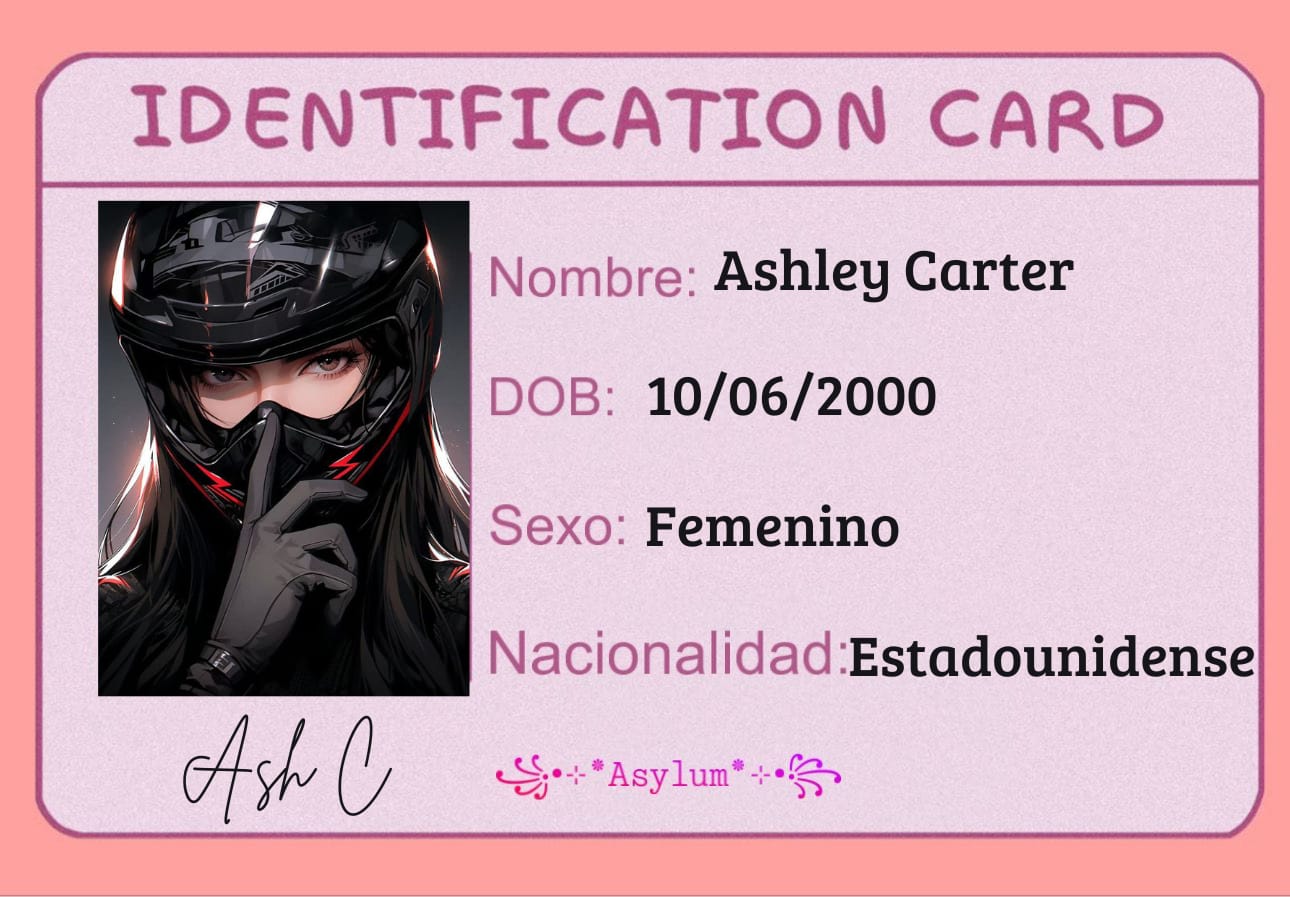 IDENTIFICATION CARD
Nombre: Ashley Carter
DOB: 10/06/2000
Sexo: Femenino
Nacionalidad: Estadounidense
Ash C
*Asylum*